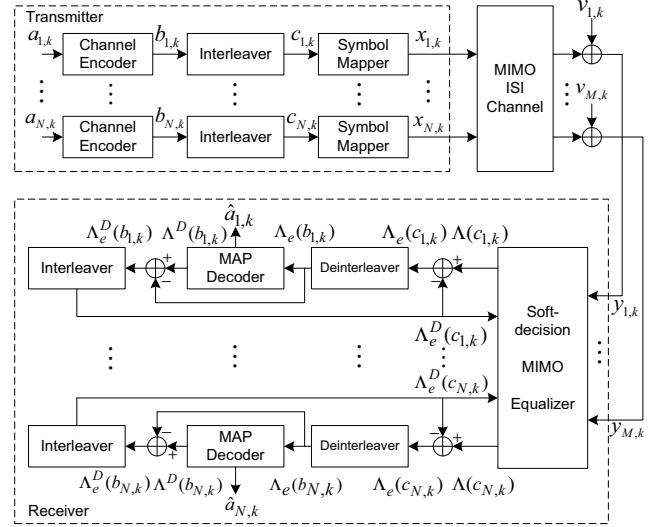 Transmitter
a_{1,k} Channel Encoder b_{1,k} Interleaver c_{1,k} Symbol Mapper x_{1,k}
MIMO ISI Channel
v_{1,k}
v_{M,k}
a_{N,k} Channel Encoder b_{N,k} Interleaver c_{N,k} Symbol Mapper x_{N,k}
Λ_e^D(b_{1,k}) Λ^D(b_{1,k}) â_{1,k} Λ_e(b_{1,k}) Λ_e(c_{1,k}) Λ(c_{1,k})
Interleaver − + MAP Decoder Deinterleaver − +
Λ_e^D(c_{1,k})
Soft-decision MIMO Equalizer
y_{1,k}
Λ_e^D(c_{N,k})
y_{M,k}
Interleaver − + MAP Decoder Deinterleaver − +
Λ_e^D(b_{N,k}) Λ^D(b_{N,k}) â_{N,k} Λ_e(b_{N,k}) Λ_e(c_{N,k}) Λ(c_{N,k})
Receiver